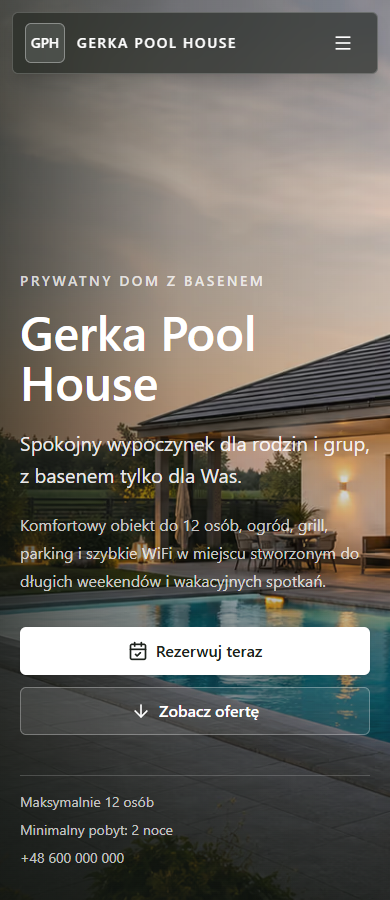 GPH GERKA POOL HOUSE
PRYWATNY DOM Z BASENEM
Gerka Pool
House
Spokojny wypoczynek dla rodzin i grup,
z basenem tylko dla Was.
Komfortowy obiekt do 12 osób, ogród, grill,
parking i szybkie WiFi w miejscu stworzonym do
długich weekendów i wakacyjnych spotkań.
Rezerwuj teraz
Zobacz ofertę
Maksymalnie 12 osób
Minimalny pobyt: 2 noce
+48 600 000 000